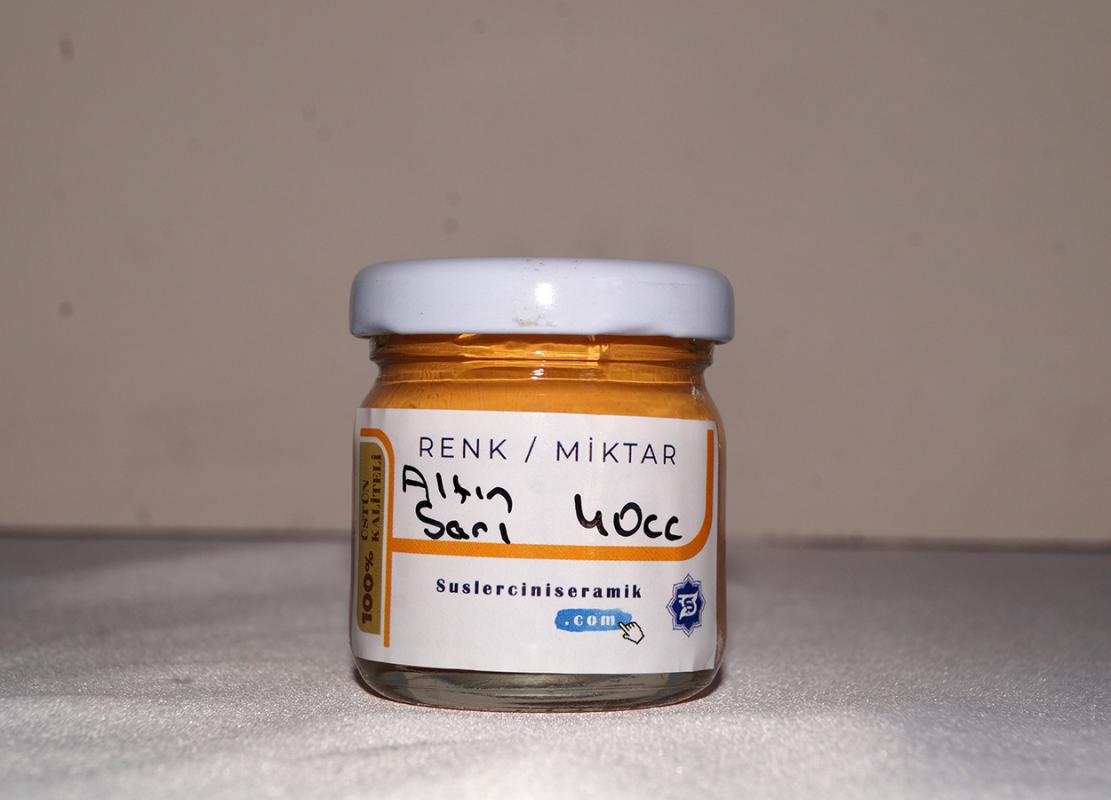 RENK / MİKTAR
Altın
Sarı
40cc
100% ÜSTÜN
KALİTELİ
Suslerciniseramik
.com